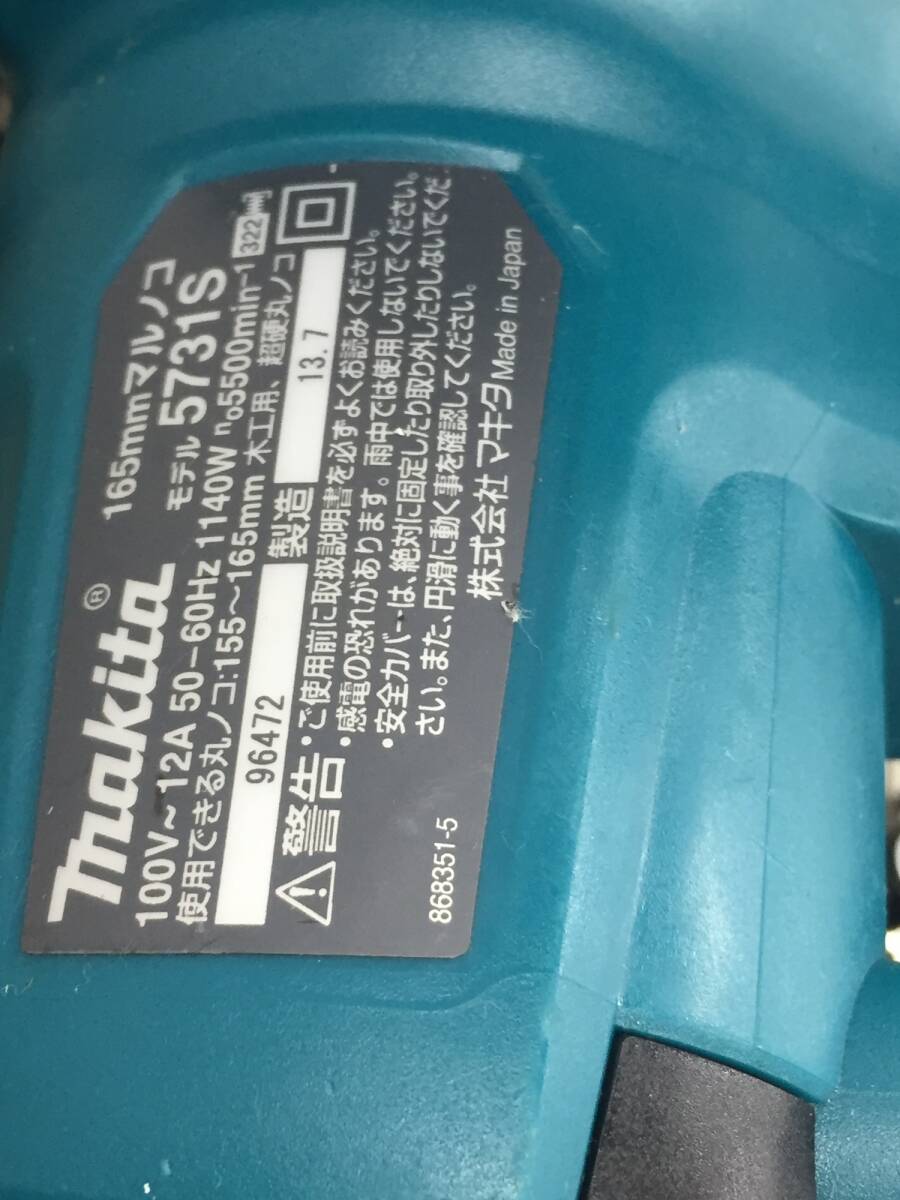 makita® 165mmマルノコ
モデル 5731S
100V~12A 50-60Hz 1140W n₀5500min⁻¹ 322
使用できる丸ノコ:155~165mm 木工用、超硬丸ノコ
96472 製造 13.7
⚠警告 ・ご使用前に取扱説明書を必ずよくお読みください。
・感電の恐れがあります。雨中では使用しないでください。
・安全カバーは、絶対に固定したり取り外したりしないでくだ
さい。また、円滑に動く事を確認してください。
868351-5 株式会社マキタ Made in Japan